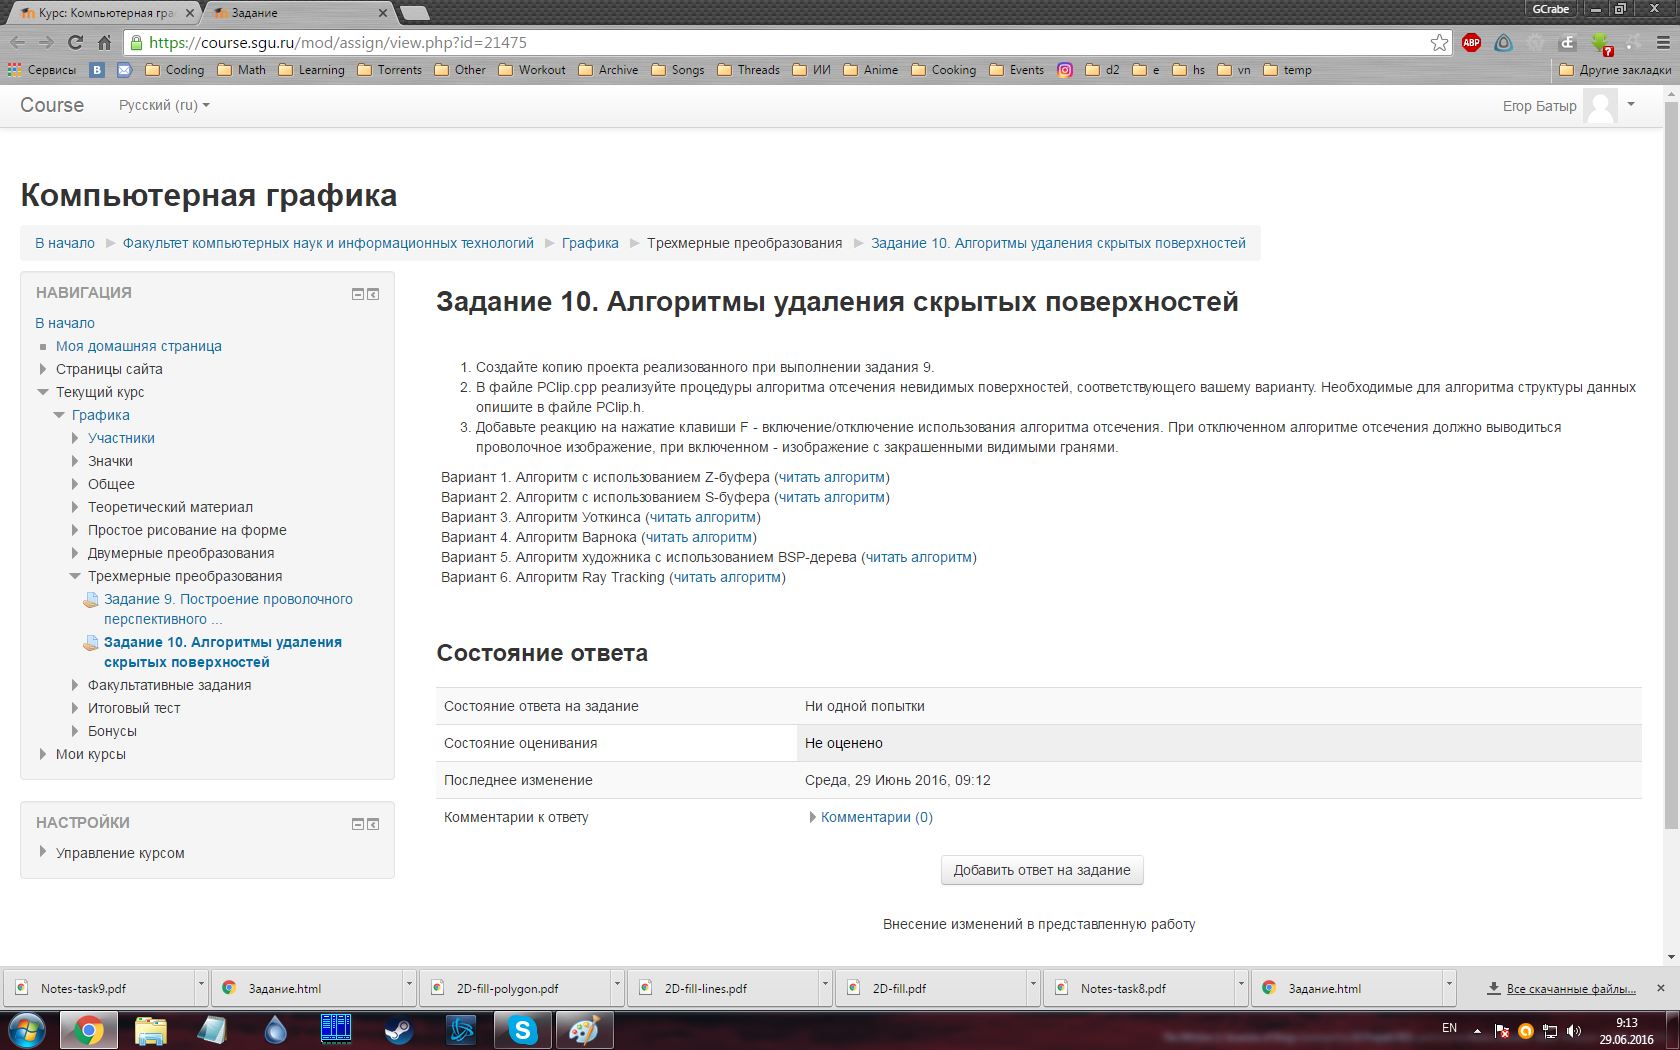 Курс: Компьютерная гра
Задание
GCrabe
https://course.sgu.ru/mod/assign/view.php?id=21475
ABP
Сервисы
Coding
Math
Learning
Torrents
Other
Workout
Archive
Songs
Threads
ИИ
Anime
Cooking
Events
d2
e
hs
vn
temp
Другие закладки
Course
Русский (ru)
Егор Батыр
Компьютерная графика
В начало
Факультет компьютерных наук и информационных технологий
Графика
Трехмерные преобразования
Задание 10. Алгоритмы удаления скрытых поверхностей
НАВИГАЦИЯ
В начало
Моя домашняя страница
Страницы сайта
Текущий курс
Графика
Участники
Значки
Общее
Теоретический материал
Простое рисование на форме
Двумерные преобразования
Трехмерные преобразования
Задание 9. Построение проволочного
перспективного ...
Задание 10. Алгоритмы удаления
скрытых поверхностей
Факультативные задания
Итоговый тест
Бонусы
Мои курсы
НАСТРОЙКИ
Управление курсом
Задание 10. Алгоритмы удаления скрытых поверхностей
1. Создайте копию проекта реализованного при выполнении задания 9.
2. В файле PClip.cpp реализуйте процедуры алгоритма отсечения невидимых поверхностей, соответствующего вашему варианту. Необходимые для алгоритма структуры данных
опишите в файле PClip.h.
3. Добавьте реакцию на нажатие клавиши F - включение/отключение использования алгоритма отсечения. При отключенном алгоритме отсечения должно выводиться
проволочное изображение, при включенном - изображение с закрашенными видимыми гранями.
Вариант 1. Алгоритм с использованием Z-буфера (читать алгоритм)
Вариант 2. Алгоритм с использованием S-буфера (читать алгоритм)
Вариант 3. Алгоритм Уоткинса (читать алгоритм)
Вариант 4. Алгоритм Варнока (читать алгоритм)
Вариант 5. Алгоритм художника с использованием BSP-дерева (читать алгоритм)
Вариант 6. Алгоритм Ray Tracking (читать алгоритм)
Состояние ответа
Состояние ответа на задание
Ни одной попытки
Состояние оценивания
Не оценено
Последнее изменение
Среда, 29 Июнь 2016, 09:12
Комментарии к ответу
Комментарии (0)
Добавить ответ на задание
Внесение изменений в представленную работу
Notes-task9.pdf
Задание.html
2D-fill-polygon.pdf
2D-fill-lines.pdf
2D-fill.pdf
Notes-task8.pdf
Задание.html
Все скачанные файлы...
EN
9:13
29.06.2016